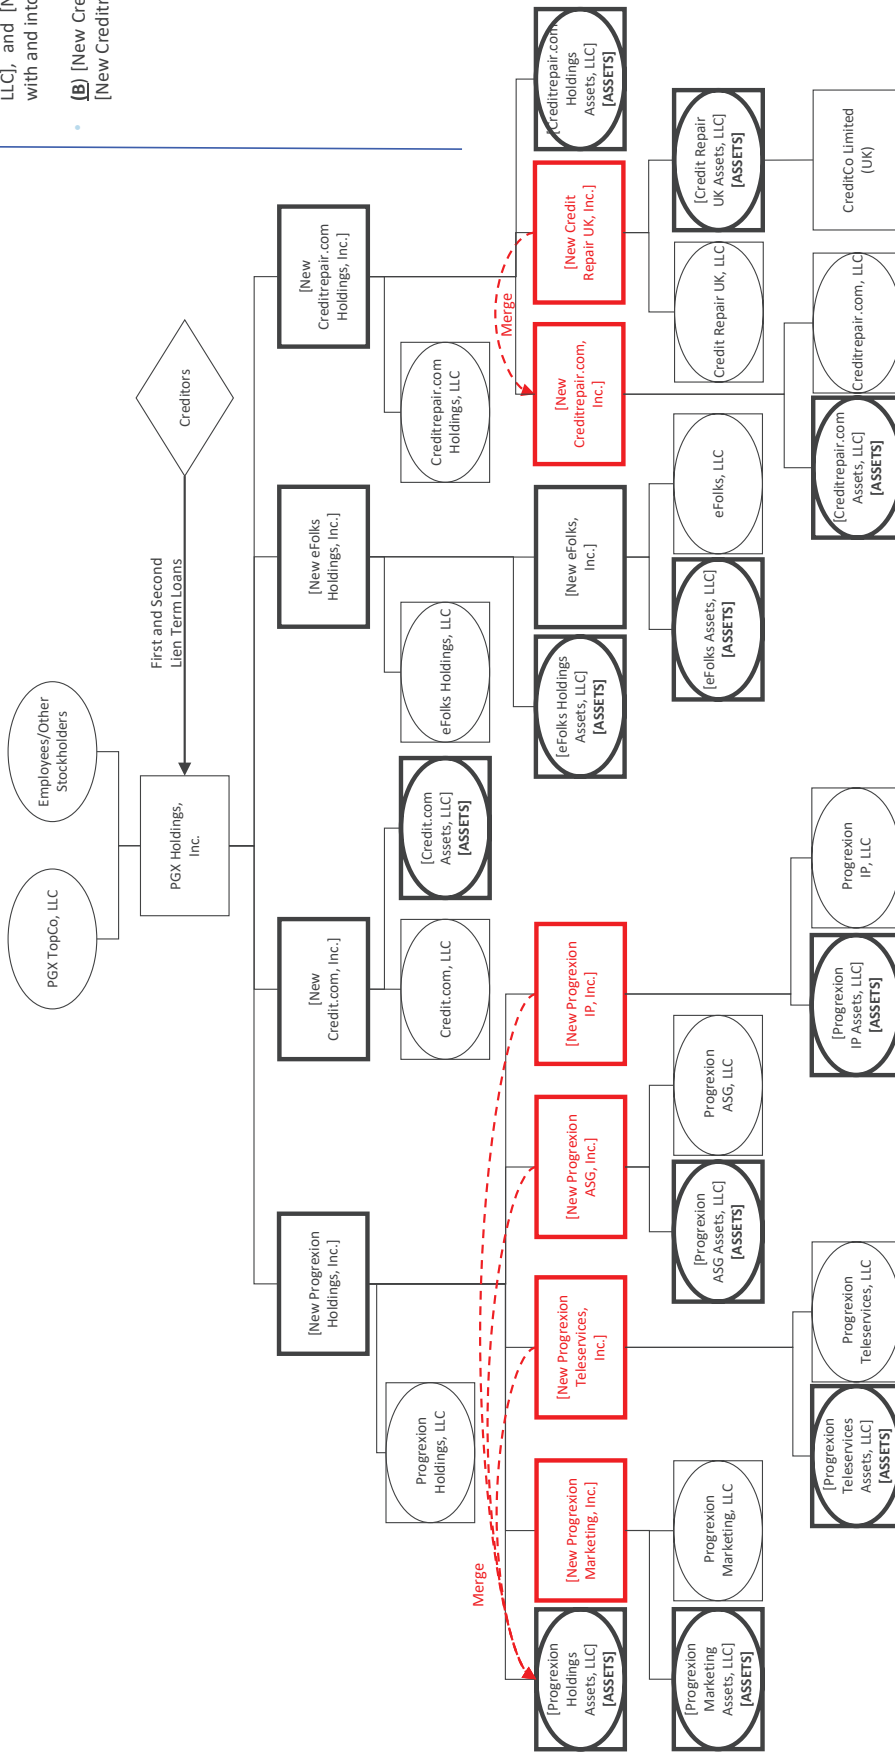 LLC], and [N
with and into
(B) [New Cre
[New Creditr
PGX TopCo, LLC
Employees/Other
Stockholders
PGX Holdings,
Inc.
First and Second
Lien Term Loans
Creditors
[New Progrexion
Holdings, Inc.]
[New
Credit.com, Inc.]
[New eFolks
Holdings, Inc.]
[New
Creditrepair.com
Holdings, Inc.]
Progrexion
Holdings, LLC
Credit.com, LLC
[Credit.com
Assets, LLC]
[ASSETS]
eFolks Holdings, LLC
Creditrepair.com
Holdings, LLC
Merge
Merge
[Progrexion
Holdings
Assets, LLC]
[ASSETS]
[New Progrexion
Marketing, Inc.]
[New Progrexion
Teleservices,
Inc.]
[New Progrexion
ASG, Inc.]
[New Progrexion
IP, Inc.]
[eFolks Holdings
Assets, LLC]
[ASSETS]
[New eFolks,
Inc.]
[New
Creditrepair.com,
Inc.]
[New Credit
Repair UK, Inc.]
[Creditrepair.com
Holdings
Assets, LLC]
[ASSETS]
[Progrexion
Marketing
Assets, LLC]
[ASSETS]
Progrexion
Marketing, LLC
[Progrexion
ASG Assets, LLC]
[ASSETS]
Progrexion
ASG, LLC
[eFolks Assets, LLC]
[ASSETS]
eFolks, LLC
Credit Repair UK, LLC
[Credit Repair
UK Assets, LLC]
[ASSETS]
[Progrexion
Teleservices
Assets, LLC]
[ASSETS]
Progrexion
Teleservices, LLC
[Progrexion
IP Assets, LLC]
[ASSETS]
Progrexion
IP, LLC
[Creditrepair.com
Assets, LLC]
[ASSETS]
Creditrepair.com, LLC
CreditCo Limited
(UK)